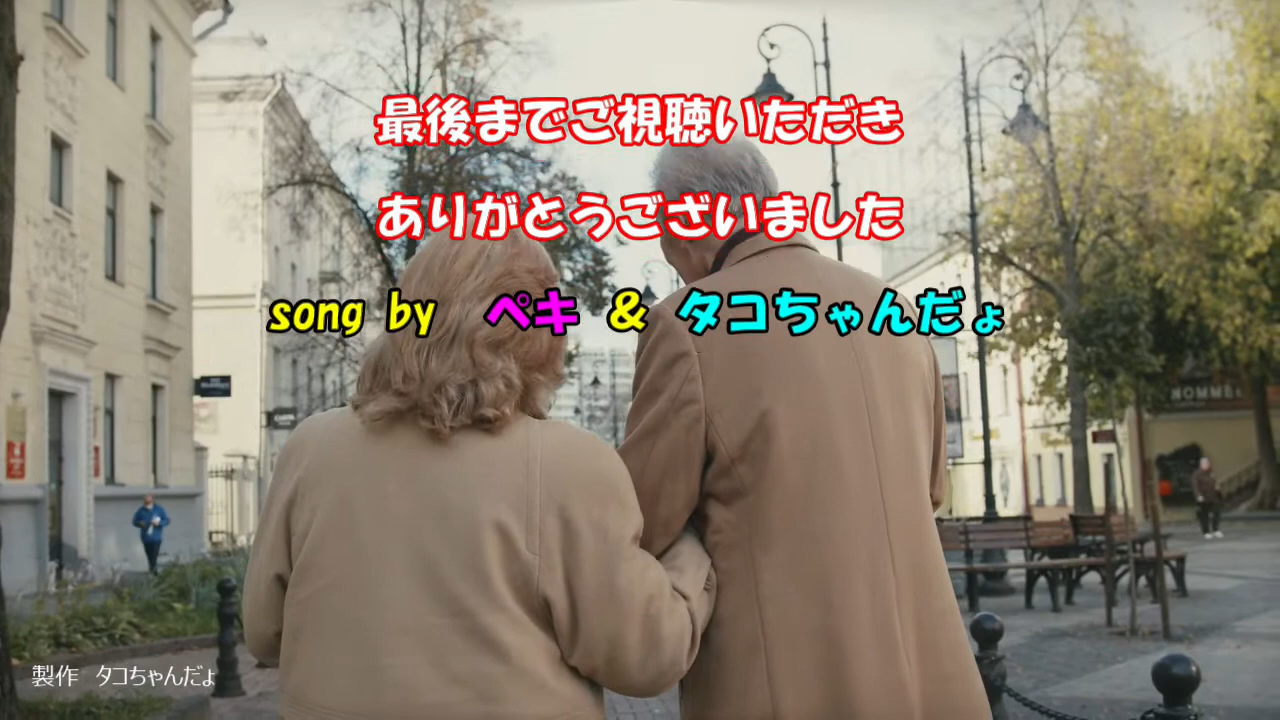 最後までご視聴いただき
ありがとうございました
song by ペキ & タコちゃんだょ
製作 タコちゃんだょ